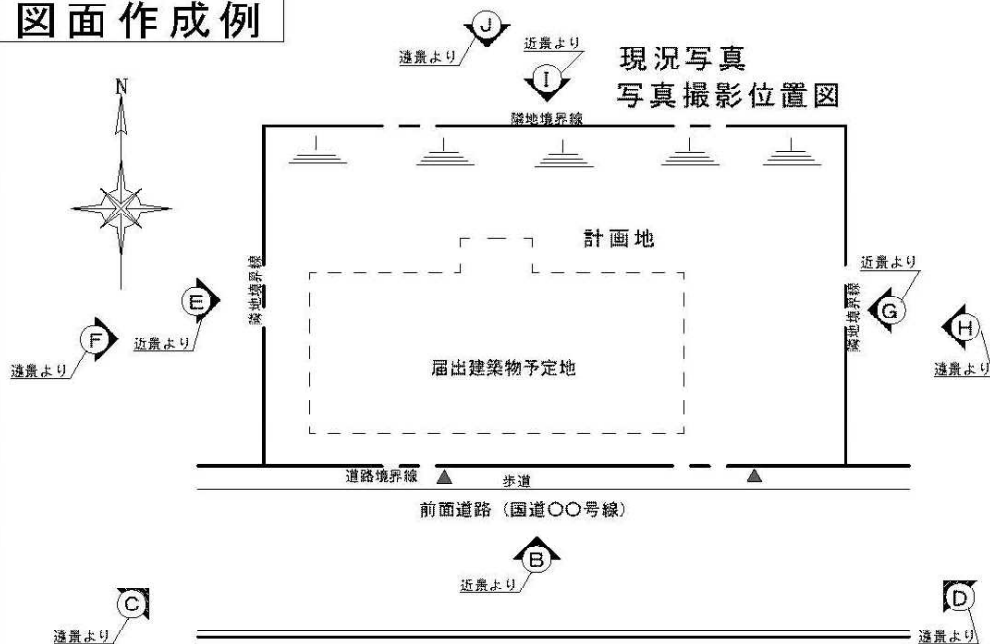 図面作成例
J
遠景より
近景より
I
現況写真
写真撮影位置図
N
隣地境界線
計画地
隣地境界線
近景より
E
近景より
F
遠景より
G
隣地境界線
H
遠景より
届出建築物予定地
道路境界線
歩道
前面道路（国道〇〇号線）
B
近景より
C
遠景より
D
遠景より